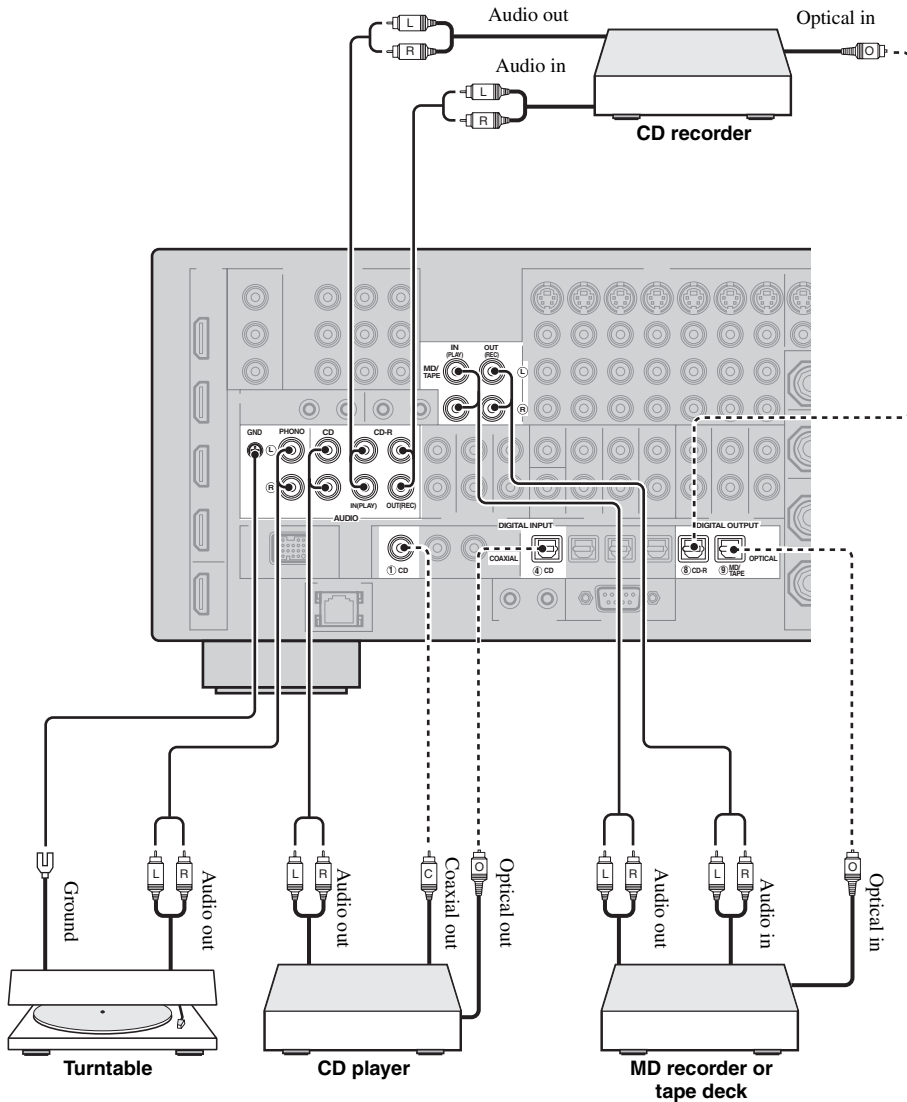 Audio out
Optical in
L
R
O
Audio in
L
R
CD recorder
IN
(PLAY)
OUT
(REC)
MD/
TAPE
L
R
GND
PHONO
CD
CD-R
L
R
IN(PLAY)
OUT(REC)
AUDIO
DIGITAL INPUT
DIGITAL OUTPUT
COAXIAL
OPTICAL
① CD
④ CD
⑧ CD-R
⑨ MD/
TAPE
Ground
L
R
Audio out
L
R
Audio out
C
Coaxial out
O
Optical out
L
R
Audio out
L
R
Audio in
O
Optical in
Turntable
CD player
MD recorder or
tape deck